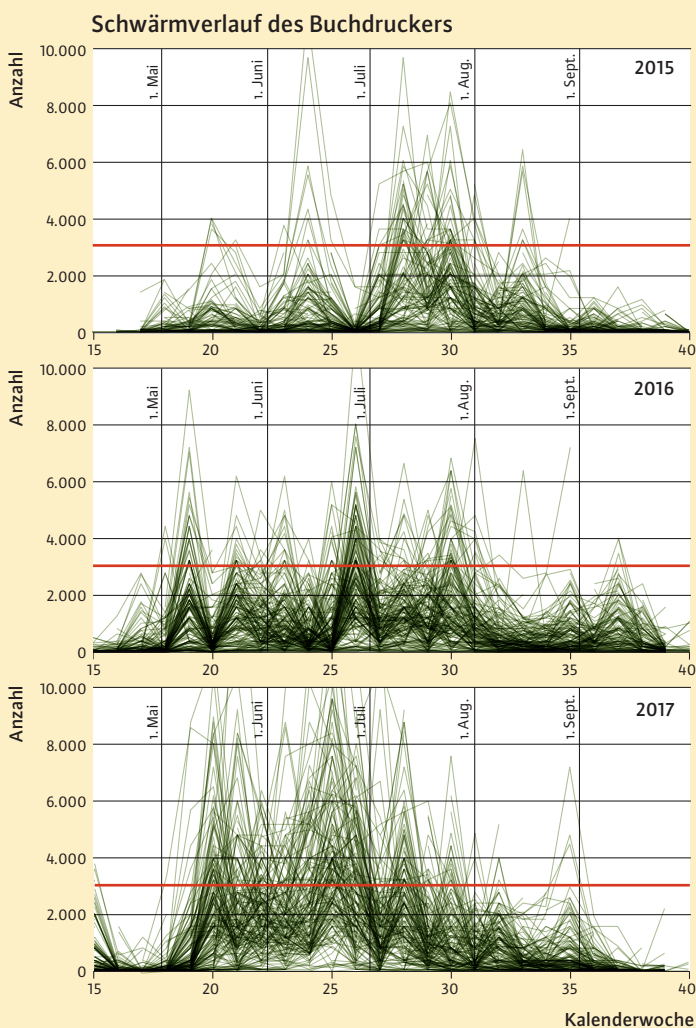 Schwärmverlauf des Buchdruckers
Anzahl
10.000
8.000
6.000
4.000
2.000
0
1. Mai
1. Juni
1. Juli
1. Aug.
1. Sept.
2015
15 20 25 30 35 40
Anzahl
10.000
8.000
6.000
4.000
2.000
0
1. Mai
1. Juni
1. Juli
1. Aug.
1. Sept.
2016
15 20 25 30 35 40
Anzahl
10.000
8.000
6.000
4.000
2.000
0
1. Mai
1. Juni
1. Juli
1. Aug.
1. Sept.
2017
15 20 25 30 35 40
Kalenderwoche